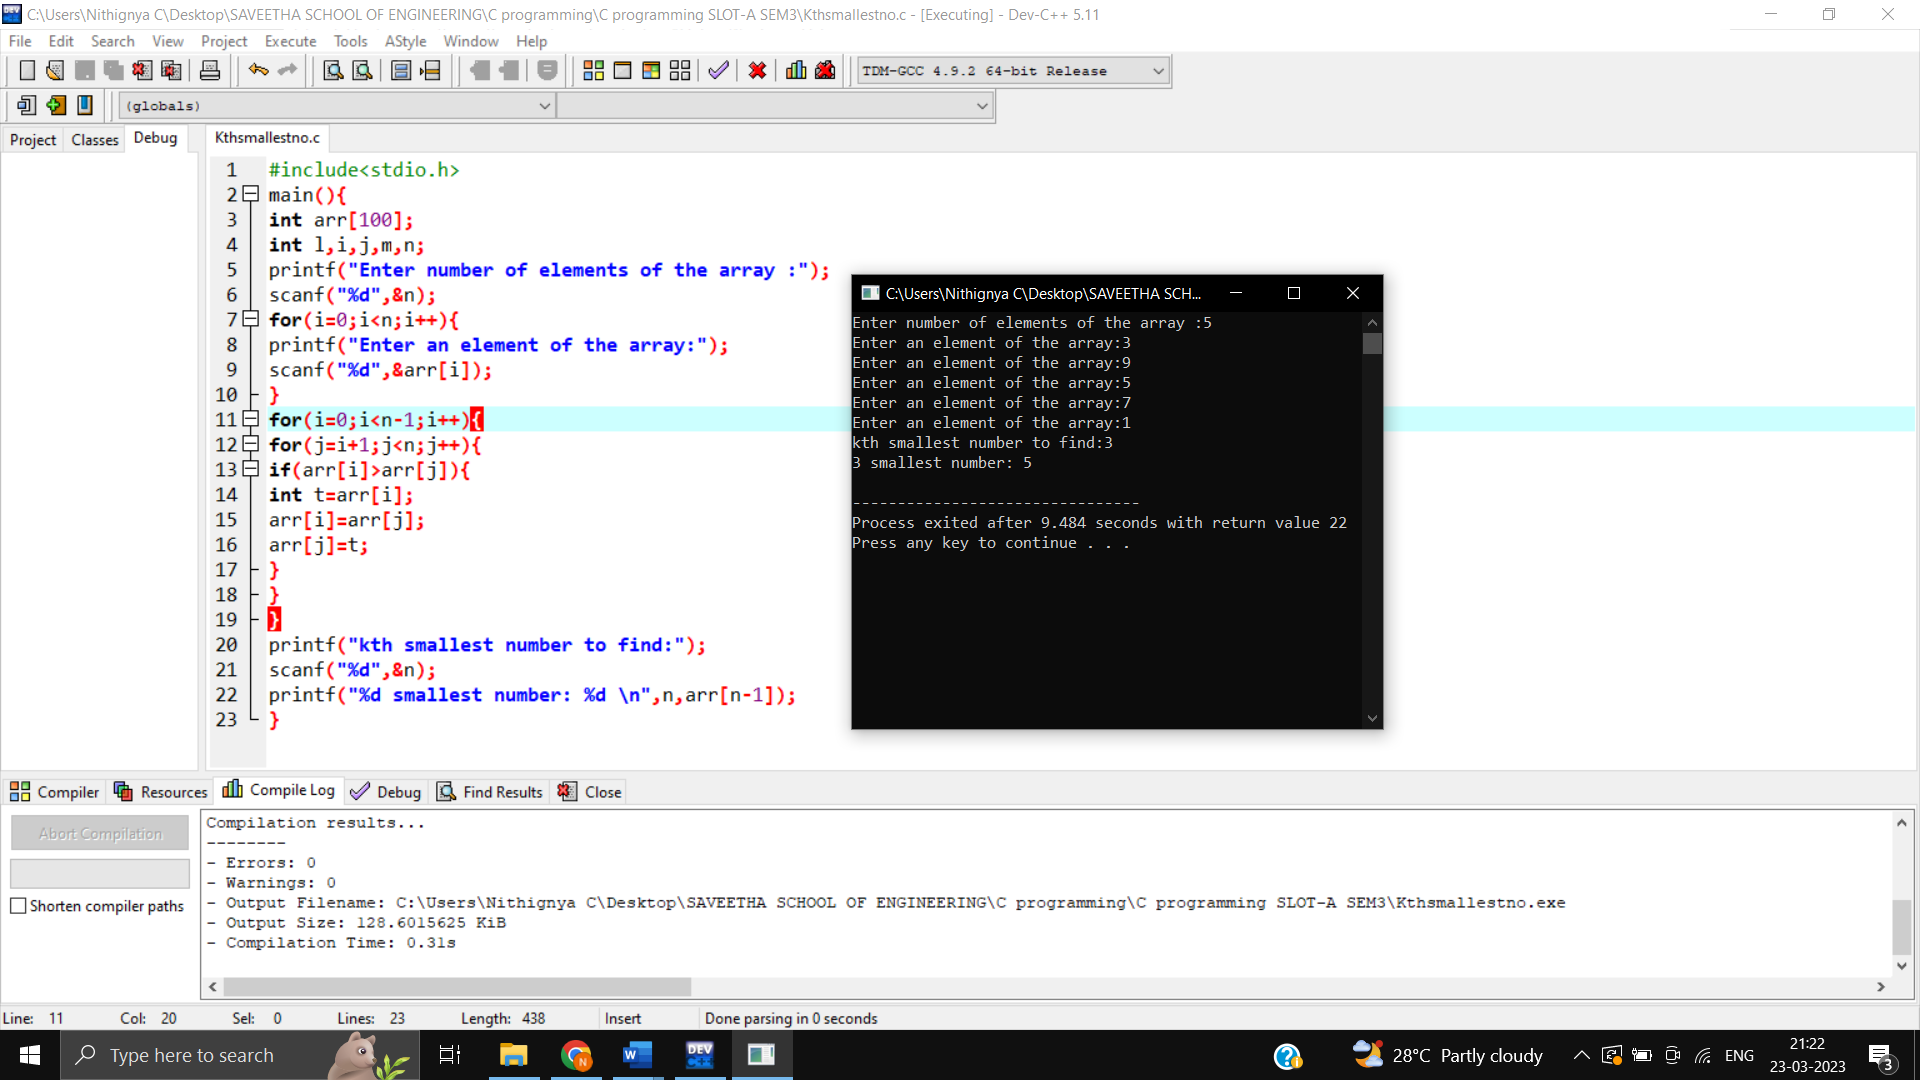 C:\Users\Nithignya C\Desktop\SAVEETHA SCHOOL OF ENGINEERING\C programming\C programming SLOT-A SEM3\Kthsmallestno.c - [Executing] - Dev-C++ 5.11
File Edit Search View Project Execute Tools AStyle Window Help
TDM-GCC 4.9.2 64-bit Release
(globals)
Project Classes Debug
Kthsmallestno.c
1 #include<stdio.h>
2 main(){
3 int arr[100];
4 int l,i,j,m,n;
5 printf("Enter number of elements of the array :");
6 scanf("%d",&n);
7 for(i=0;i<n;i++){
8 printf("Enter an element of the array:");
9 scanf("%d",&arr[i]);
10 }
11 for(i=0;i<n-1;i++){
12 for(j=i+1;j<n;j++){
13 if(arr[i]>arr[j]){
14 int t=arr[i];
15 arr[i]=arr[j];
16 arr[j]=t;
17 }
18 }
19 }
20 printf("kth smallest number to find:");
21 scanf("%d",&n);
22 printf("%d smallest number: %d \n",n,arr[n-1]);
23 }
C:\Users\Nithignya C\Desktop\SAVEETHA SCH...
Enter number of elements of the array :5
Enter an element of the array:3
Enter an element of the array:9
Enter an element of the array:5
Enter an element of the array:7
Enter an element of the array:1
kth smallest number to find:3
3 smallest number: 5
--------------------------------
Process exited after 9.484 seconds with return value 22
Press any key to continue . . .
Compiler Resources Compile Log Debug Find Results Close
Abort Compilation
Shorten compiler paths
Compilation results...
--------
- Errors: 0
- Warnings: 0
- Output Filename: C:\Users\Nithignya C\Desktop\SAVEETHA SCHOOL OF ENGINEERING\C programming\C programming SLOT-A SEM3\Kthsmallestno.exe
- Output Size: 128.6015625 KiB
- Compilation Time: 0.31s
Line: 11 Col: 20 Sel: 0 Lines: 23 Length: 438 Insert Done parsing in 0 seconds
Type here to search
N
W
DEV C++
28°C Partly cloudy
ENG
21:22
23-03-2023
3